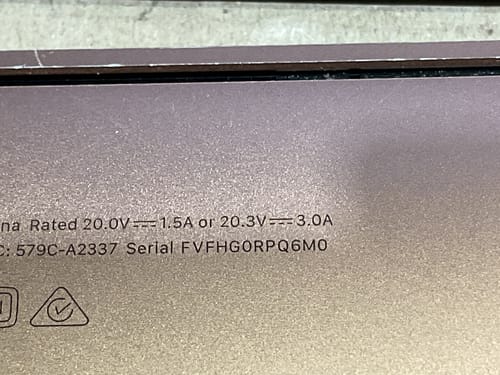 na Rated 20.0V⎓1.5A or 20.3V⎓3.0A
C: 579C-A2337 Serial FVFHG0RPQ6M0